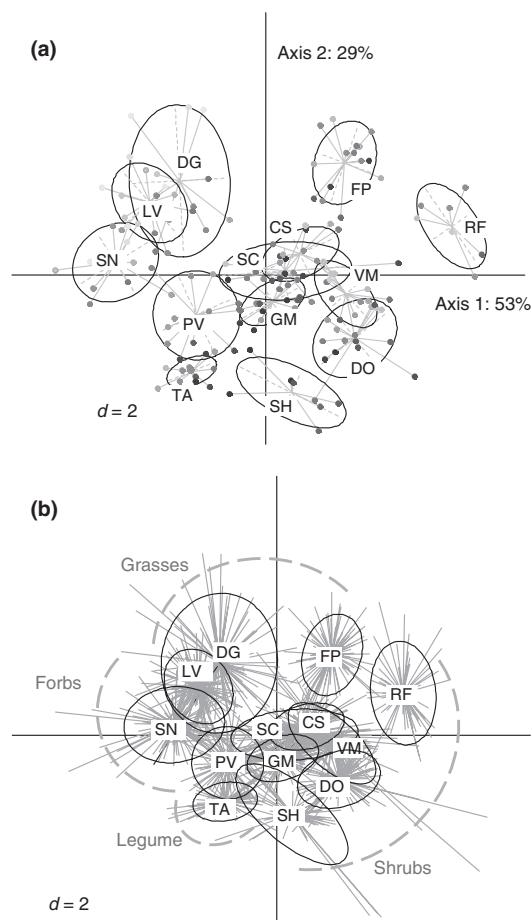 (a)
Axis 2: 29%
DG
FP
LV
CS
RF
SN
SC
VM
Axis 1: 53%
PV
GM
DO
TA
SH
d = 2
(b)
Grasses
DG
FP
LV
RF
Forbs
CS
SN
SC
VM
PV
GM
DO
TA
SH
Legume
Shrubs
d = 2